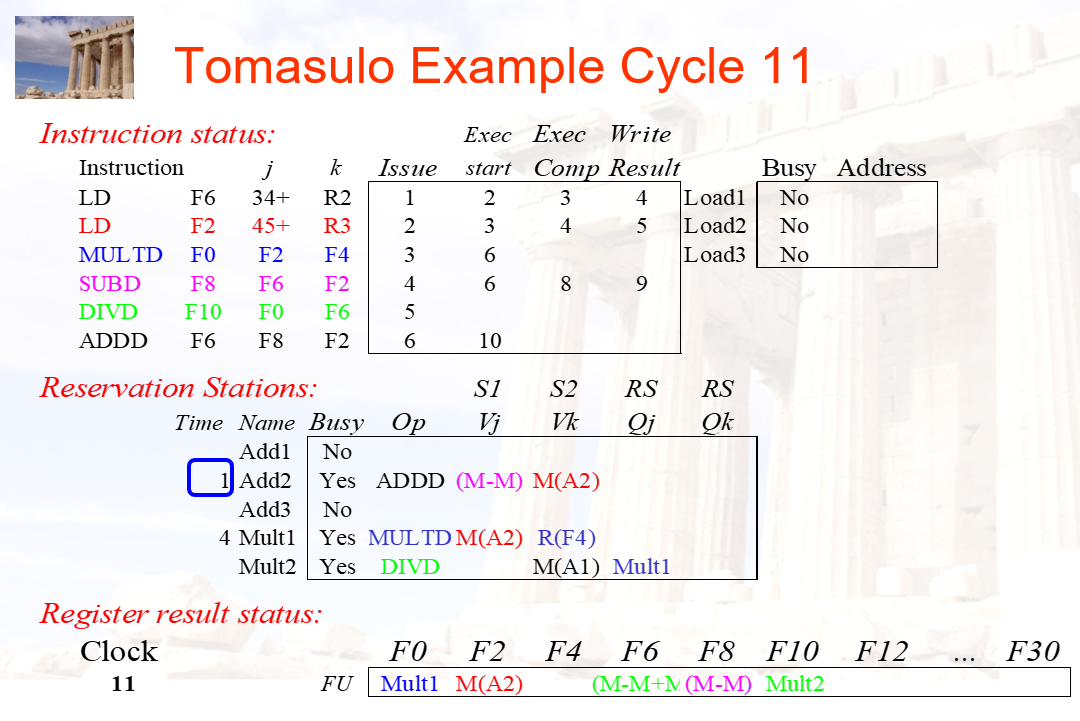 Tomasulo Example Cycle 11
Instruction status: Exec Exec Write
Instruction j k Issue start Comp Result Busy Address
LD F6 34+ R2 1 2 3 4 Load1 No
LD F2 45+ R3 2 3 4 5 Load2 No
MULTD F0 F2 F4 3 6 Load3 No
SUBD F8 F6 F2 4 6 8 9
DIVD F10 F0 F6 5
ADDD F6 F8 F2 6 10
Reservation Stations: S1 S2 RS RS
Time Name Busy Op Vj Vk Qj Qk
Add1 No
1 Add2 Yes ADDD (M-M) M(A2)
Add3 No
4 Mult1 Yes MULTD M(A2) R(F4)
Mult2 Yes DIVD M(A1) Mult1
Register result status:
Clock F0 F2 F4 F6 F8 F10 F12 ... F30
11 FU Mult1 M(A2) (M-M+M (M-M) Mult2